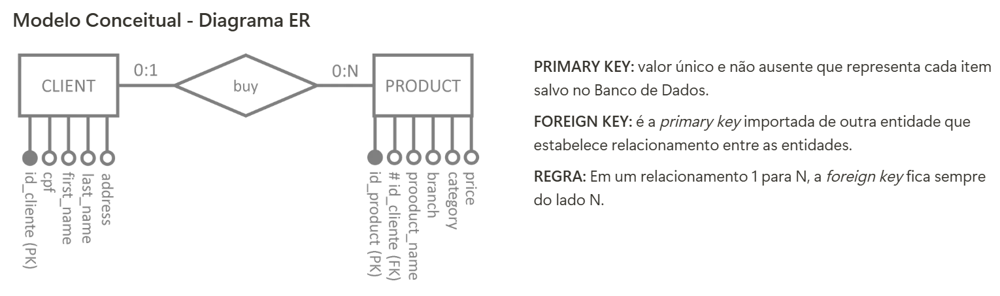 Modelo Conceitual - Diagrama ER
CLIENT
0:1
buy
0:N
PRODUCT
id_cliente (PK)
cpf
first_name
last_name
address
id_product (PK)
# id_cliente (FK)
prooduct_name
branch
category
price
PRIMARY KEY: valor único e não ausente que representa cada item
salvo no Banco de Dados.
FOREIGN KEY: é a primary key importada de outra entidade que
estabelece relacionamento entre as entidades.
REGRA: Em um relacionamento 1 para N, a foreign key fica sempre
do lado N.